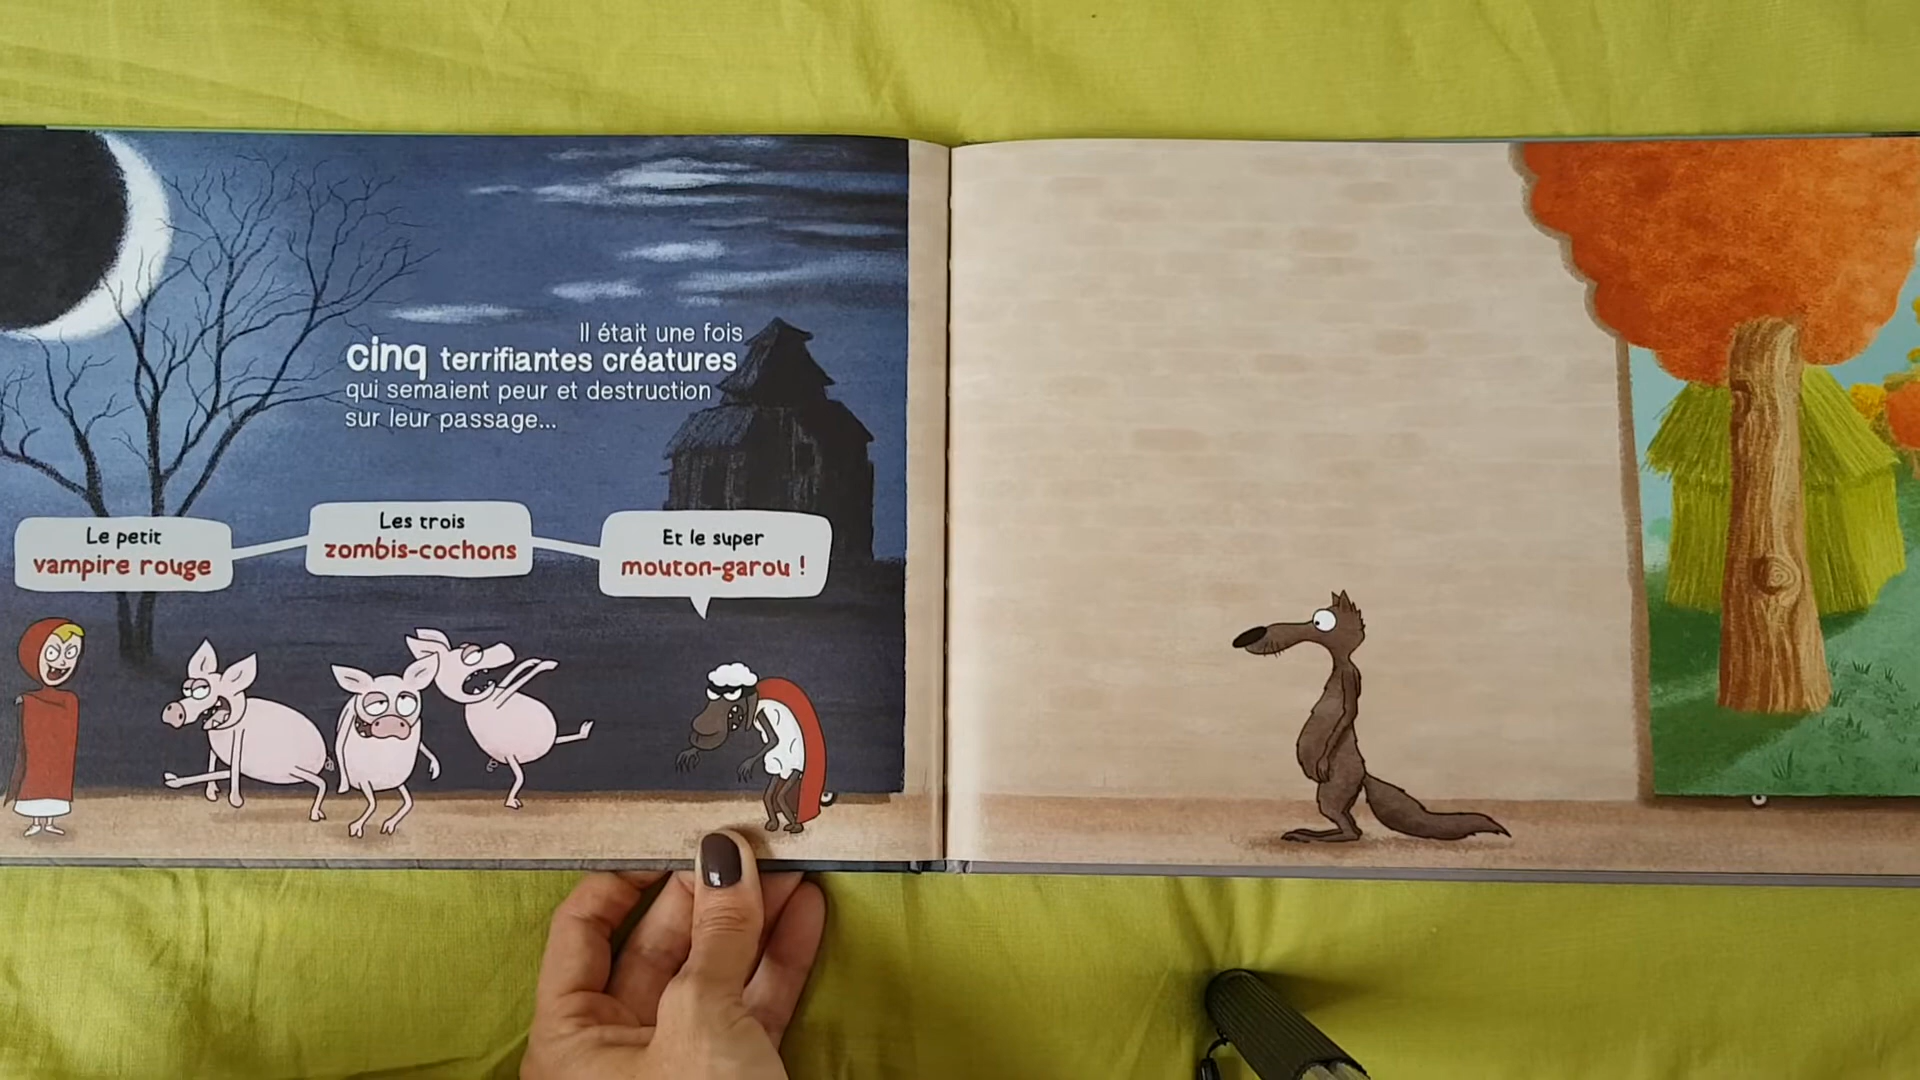 Il était une fois
cinq terrifiantes créatures
qui semaient peur et destruction
sur leur passage...
Le petit
vampire rouge
Les trois
zombis-cochons
Et le super
mouton-garou !